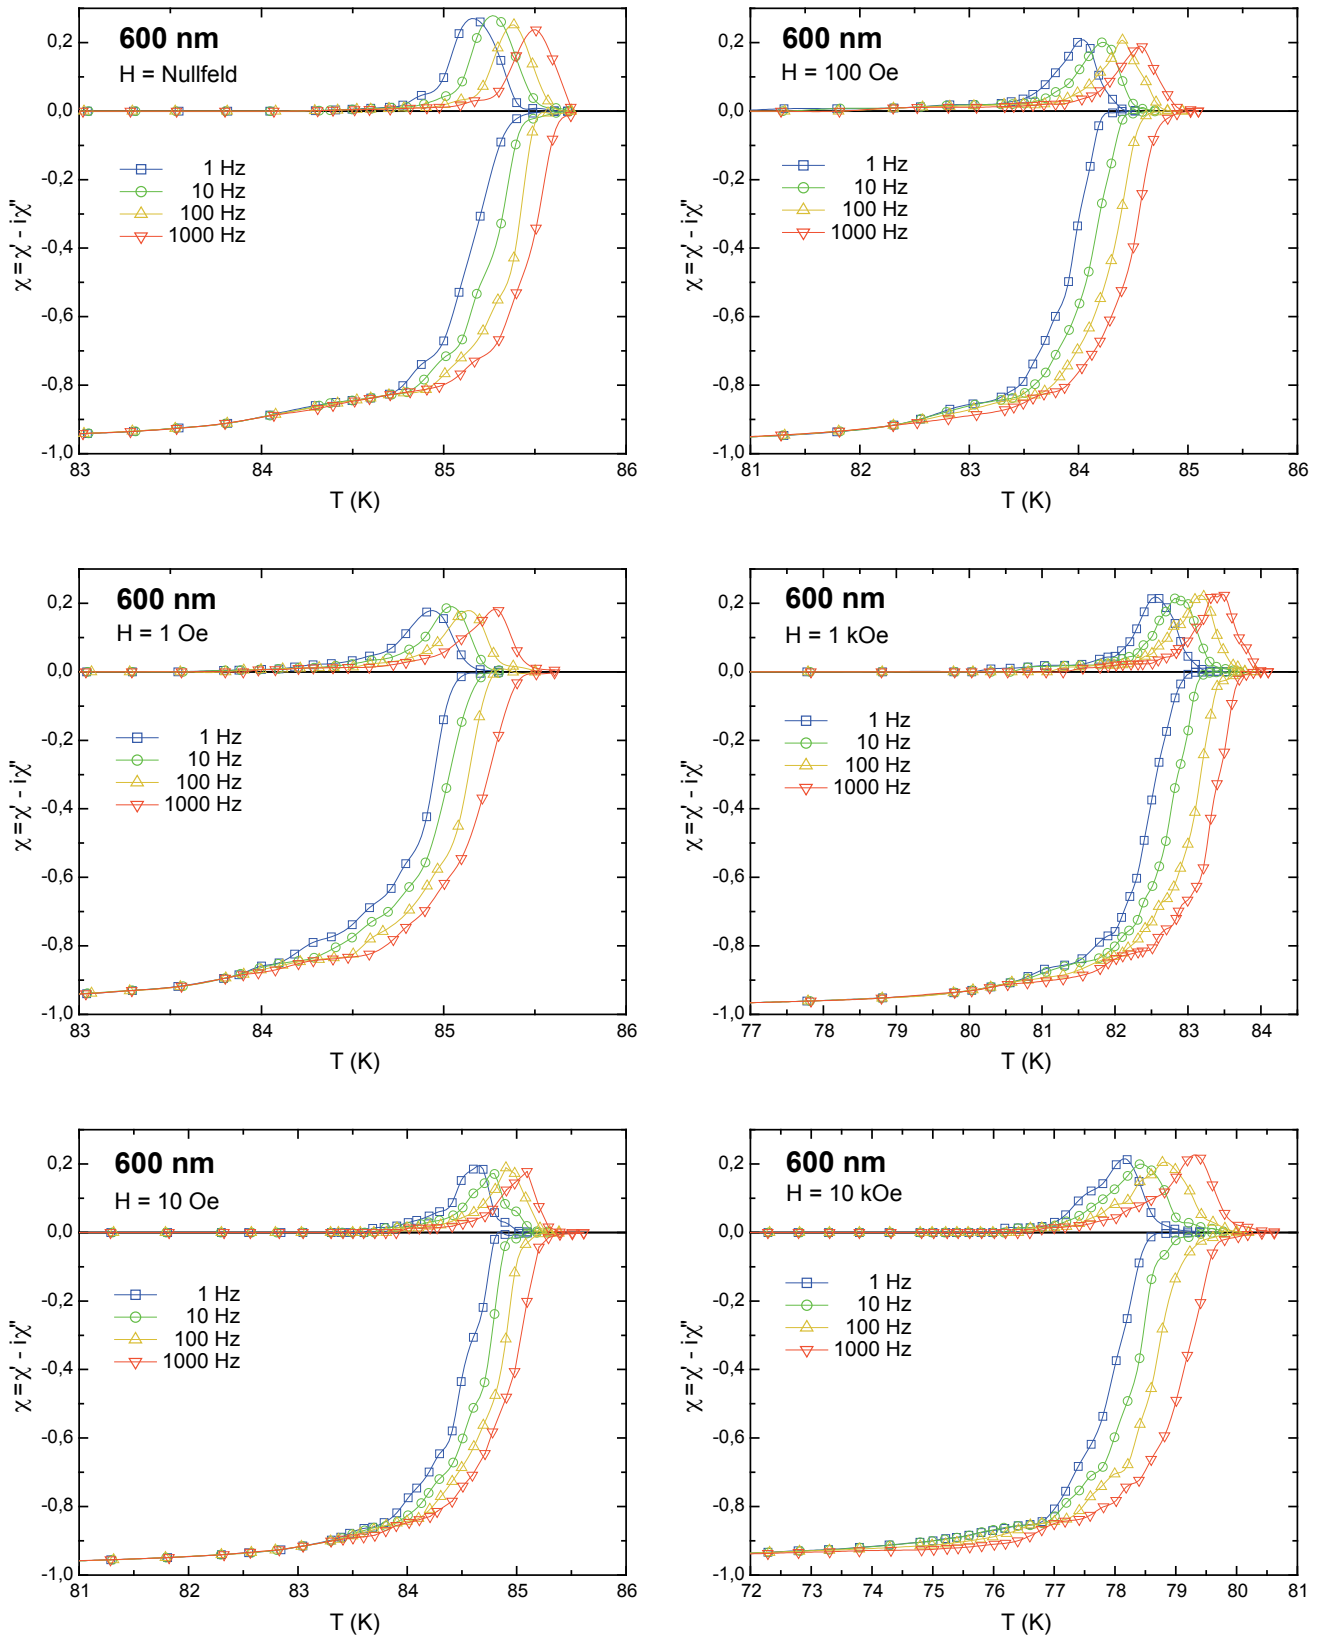 600 nm
H = Nullfeld
1 Hz
10 Hz
100 Hz
1000 Hz
0,2
0,0
-0,2
-0,4
-0,6
-0,8
-1,0
χ = χ' - iχ''
83 84 85 86
T (K)
600 nm
H = 100 Oe
1 Hz
10 Hz
100 Hz
1000 Hz
0,2
0,0
-0,2
-0,4
-0,6
-0,8
-1,0
χ = χ' - iχ''
81 82 83 84 85 86
T (K)
600 nm
H = 1 Oe
1 Hz
10 Hz
100 Hz
1000 Hz
0,2
0,0
-0,2
-0,4
-0,6
-0,8
-1,0
χ = χ' - iχ''
83 84 85 86
T (K)
600 nm
H = 1 kOe
1 Hz
10 Hz
100 Hz
1000 Hz
0,2
0,0
-0,2
-0,4
-0,6
-0,8
-1,0
χ = χ' - iχ''
77 78 79 80 81 82 83 84
T (K)
600 nm
H = 10 Oe
1 Hz
10 Hz
100 Hz
1000 Hz
0,2
0,0
-0,2
-0,4
-0,6
-0,8
-1,0
χ = χ' - iχ''
81 82 83 84 85 86
T (K)
600 nm
H = 10 kOe
1 Hz
10 Hz
100 Hz
1000 Hz
0,2
0,0
-0,2
-0,4
-0,6
-0,8
-1,0
χ = χ' - iχ''
72 73 74 75 76 77 78 79 80 81
T (K)